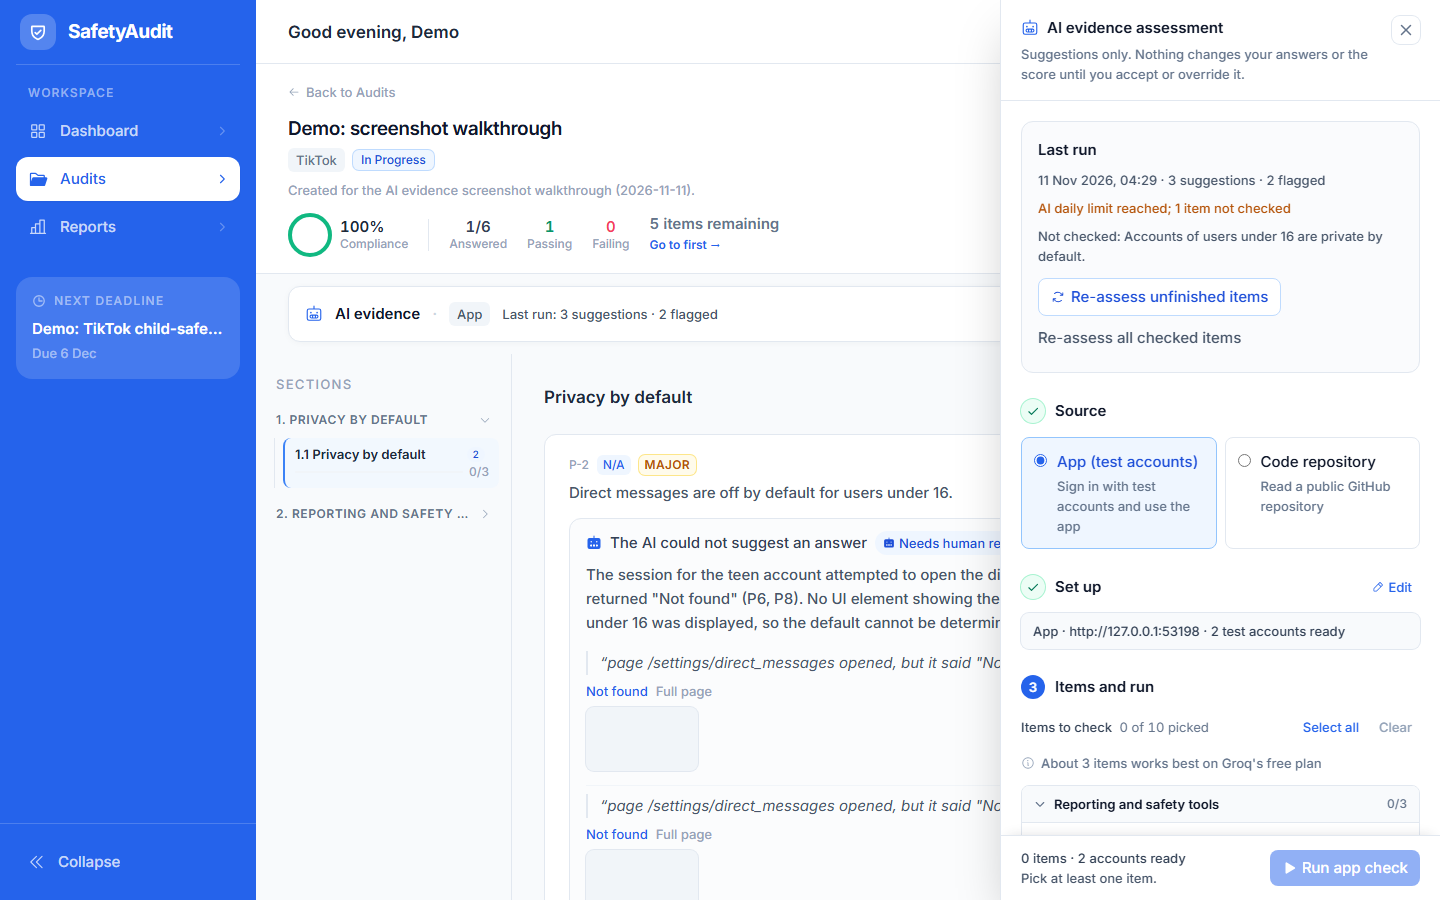 SafetyAudit
WORKSPACE
Dashboard
Audits
Reports
NEXT DEADLINE
Demo: TikTok child-safe...
Due 6 Dec
Collapse
Good evening, Demo
← Back to Audits
Demo: screenshot walkthrough
TikTok In Progress
Created for the AI evidence screenshot walkthrough (2026-11-11).
100%
Compliance
1/6
Answered
1
Passing
0
Failing
5 items remaining
Go to first →
AI evidence · App Last run: 3 suggestions · 2 flagged
SECTIONS
1. PRIVACY BY DEFAULT
1.1 Privacy by default 2
0/3
2. REPORTING AND SAFETY ...
Privacy by default
P-2 N/A MAJOR
Direct messages are off by default for users under 16.
The AI could not suggest an answer Needs human re
The session for the teen account attempted to open the di
returned "Not found" (P6, P8). No UI element showing the
under 16 was displayed, so the default cannot be determin
“page /settings/direct_messages opened, but it said "No
Not found Full page
“page /settings/direct_messages opened, but it said "No
Not found Full page
AI evidence assessment
Suggestions only. Nothing changes your answers or the
score until you accept or override it.
Last run
11 Nov 2026, 04:29 · 3 suggestions · 2 flagged
AI daily limit reached; 1 item not checked
Not checked: Accounts of users under 16 are private by
default.
Re-assess unfinished items
Re-assess all checked items
Source
App (test accounts)
Sign in with test
accounts and use the
app
Code repository
Read a public GitHub
repository
Set up Edit
App · http://127.0.0.1:53198 · 2 test accounts ready
3 Items and run
Items to check 0 of 10 picked Select all Clear
About 3 items works best on Groq's free plan
Reporting and safety tools 0/3
0 items · 2 accounts ready
Pick at least one item.
Run app check